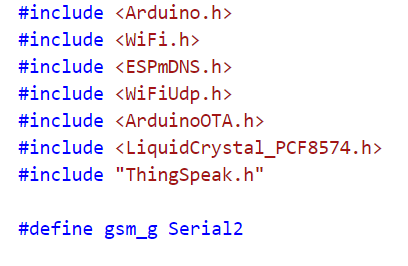 #include <Arduino.h>
#include <WiFi.h>
#include <ESPmDNS.h>
#include <WiFiUdp.h>
#include <ArduinoOTA.h>
#include <LiquidCrystal_PCF8574.h>
#include "ThingSpeak.h"
#define gsm_g Serial2